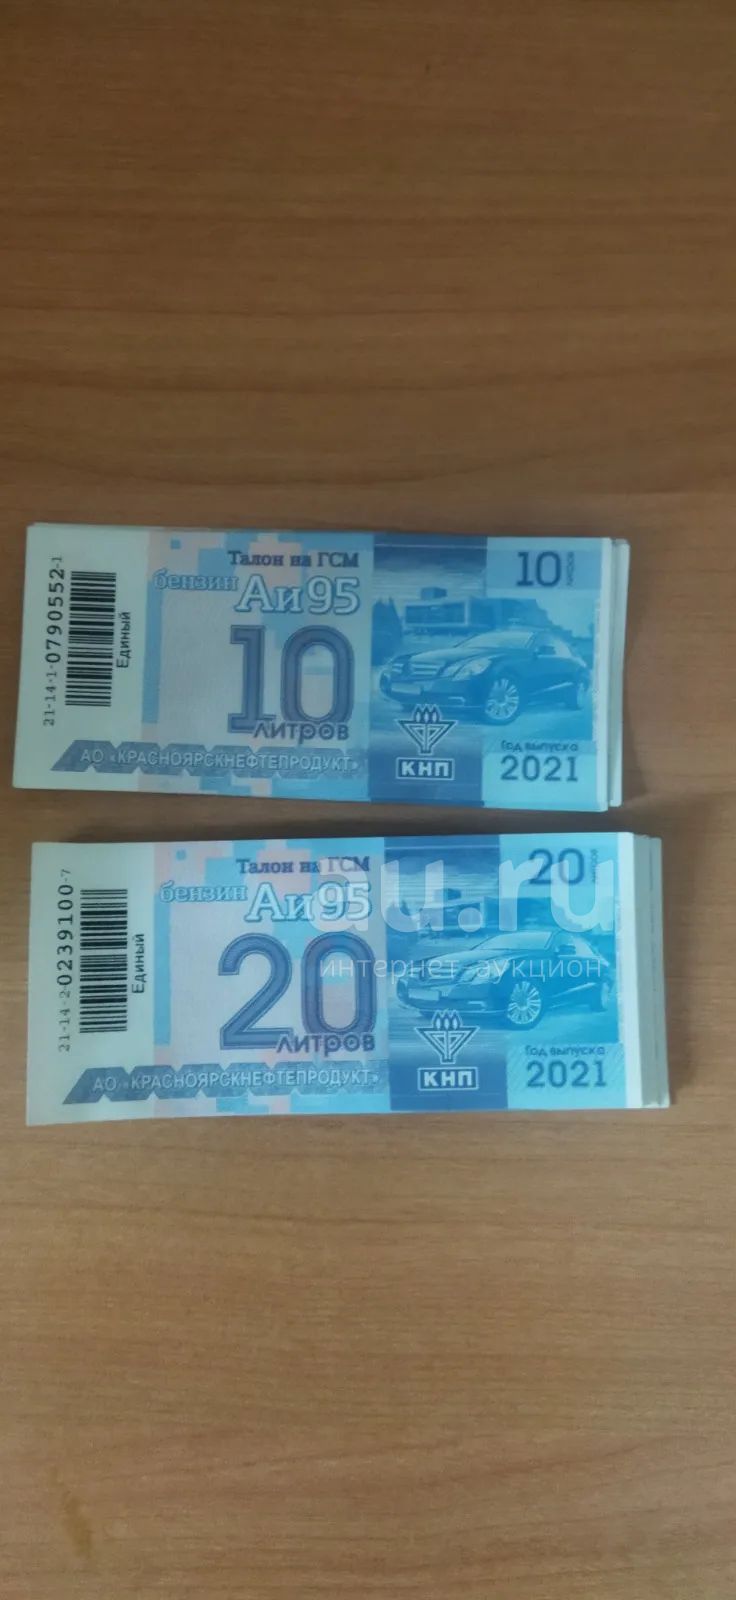 Талон на ГСМ
бензин
Аи95
10
литров
АО «КРАСНОЯРСКНЕФТЕПРОДУКТ»
21-14-1-0790552-1
Единый
10
литров
КНП
Год выпуска
2021
Талон на ГСМ
бензин
Аи95
20
литров
АО «КРАСНОЯРСКНЕФТЕПРОДУКТ»
21-14-2-0239100-7
Единый
20
литров
КНП
Год выпуска
2021
au.ru
интернет-аукцион